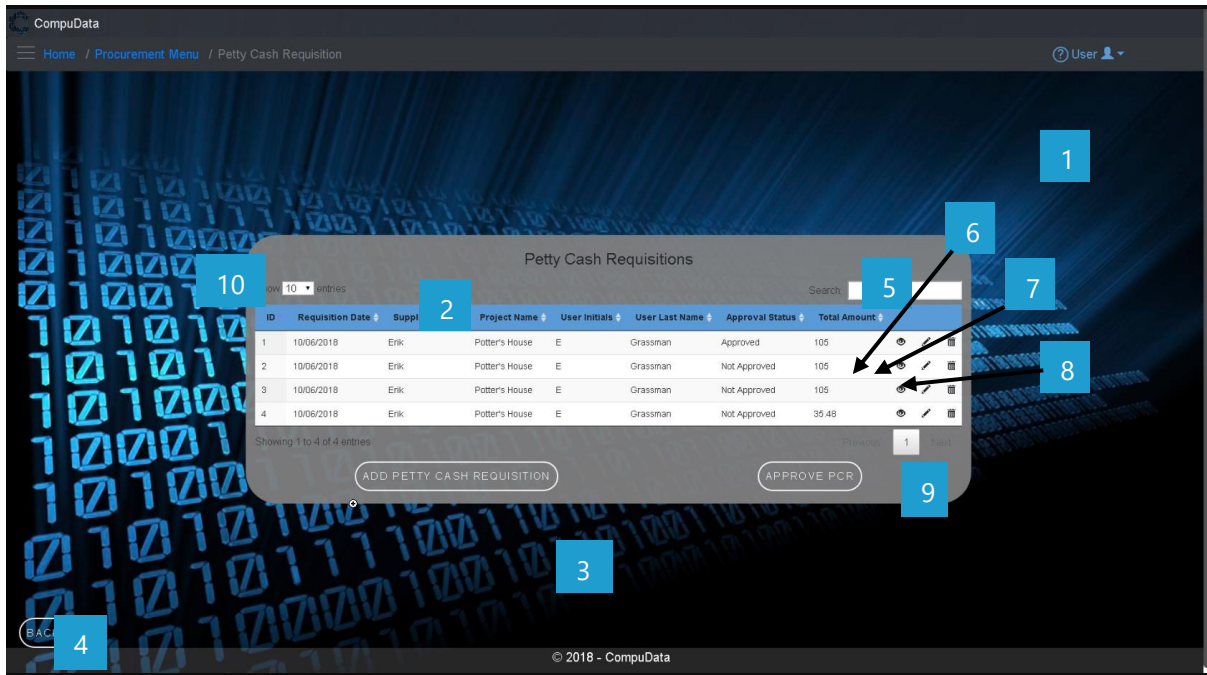 CompuData
Home / Procurement Menu / Petty Cash Requisition
User
1
6
Petty Cash Requisitions
10
10 entries
Search
5
7
2
ID Requisition Date Project Name User Initials User Last Name Approval Status Total Amount
1 10/06/2018 Erik Potter's House E Grassman Approved 105
2 10/06/2018 Erik Potter's House E Grassman Not Approved 105
8
3 10/06/2018 Erik Potter's House E Grassman Not Approved 105
4 10/06/2018 Erik Potter's House E Grassman Not Approved 35.48
Showing 1 to 4 of 4 entries
Previous 1 Next
ADD PETTY CASH REQUISITION
APPROVE PCR
9
3
4
© 2018 - CompuData